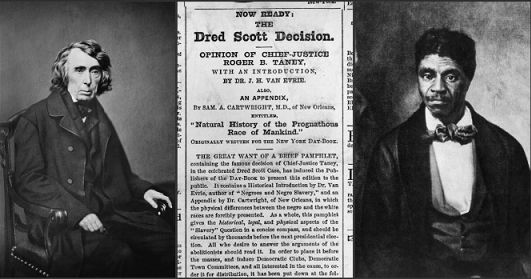 NOW READY:
THE
Dred Scott Decision.
OPINION OF CHIEF-JUSTICE
ROGER B. TANEY,
WITH AN INTRODUCTION,
BY DR. J. H. VAN EVRIE.
ALSO,
AN APPENDIX,
BY SAM. A. CARTWRIGHT, M.D., of New Orleans,
ENTITLED,
"Natural History of the Prognathous
Race of Mankind."
ORIGINALLY WRITTEN FOR THE NEW YORK DAY-BOOK.
THE GREAT WANT OF A BRIEF PAMPHLET,
containing the famous decision of Chief-Justice Taney,
in the celebrated Dred Scott Case, has induced the Pub-
lishers of the DAY-BOOK to present this edition to the
public. It contains a Historical Introduction by Dr. Van
Evrie, author of "Negroes and Negro Slavery," and an
Appendix by Dr. Cartwright, of New Orleans, in which
the physical differences between the negro and the white
races are forcibly presented. As a whole, this pamphlet
gives the historical, legal, and physical aspects of the
"Slavery" Question in a concise compass, and should be
circulated by thousands before the next presidential elec-
tion. All who desire to answer the arguments of the
abolitionists should read it. In order to place it before
the masses, and induce Democratic Clubs, Democratic
Town Committees, and all interested in the cause, to or-
der it for distribution, it has been put down at the fol-